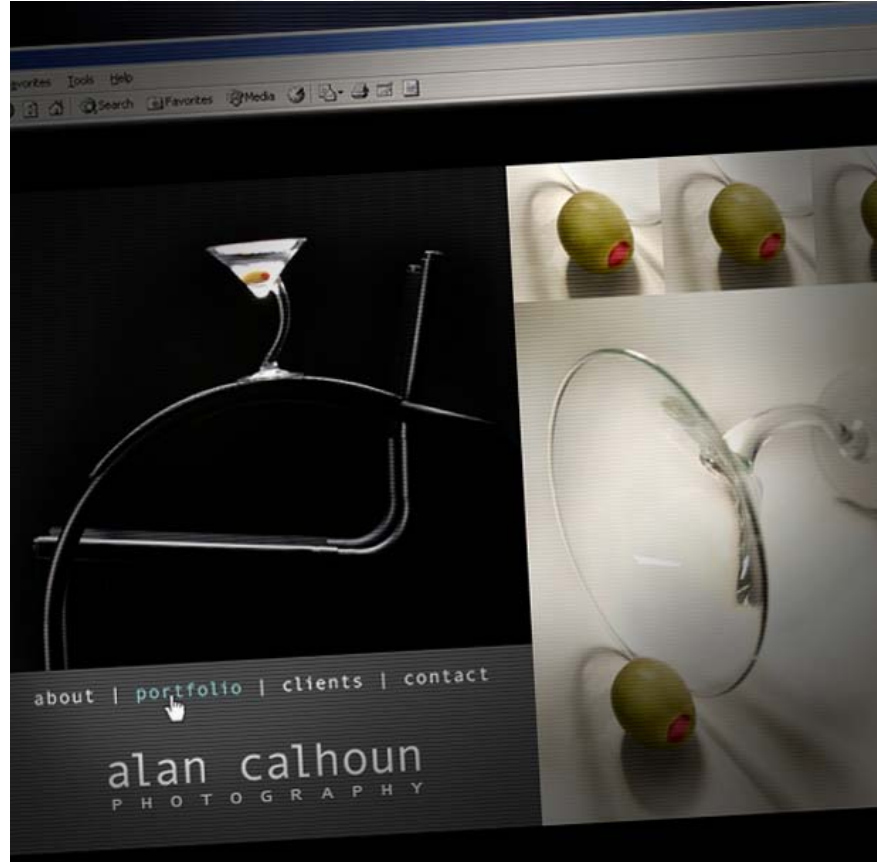 Tools Help
Search Favorites Media
about | portfolio | clients | contact
alan calhoun
PHOTOGRAPHY